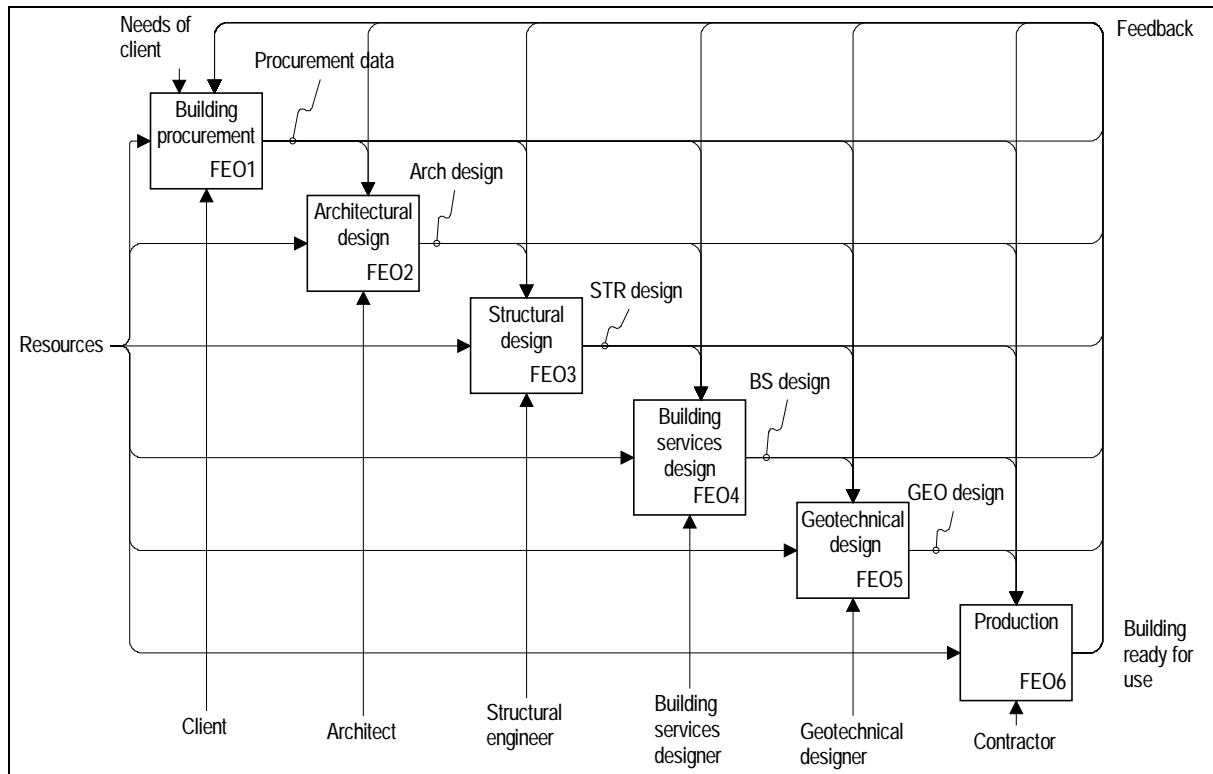 Needs of
client
Feedback
Procurement data
Building
procurement
FEO1
Arch design
Architectural
design
FEO2
STR design
Structural
design
FEO3
Resources
BS design
Building
services
design
FEO4
GEO design
Geotechnical
design
FEO5
Production
FEO6
Building
ready for
use
Client
Architect
Structural
engineer
Building
services
designer
Geotechnical
designer
Contractor